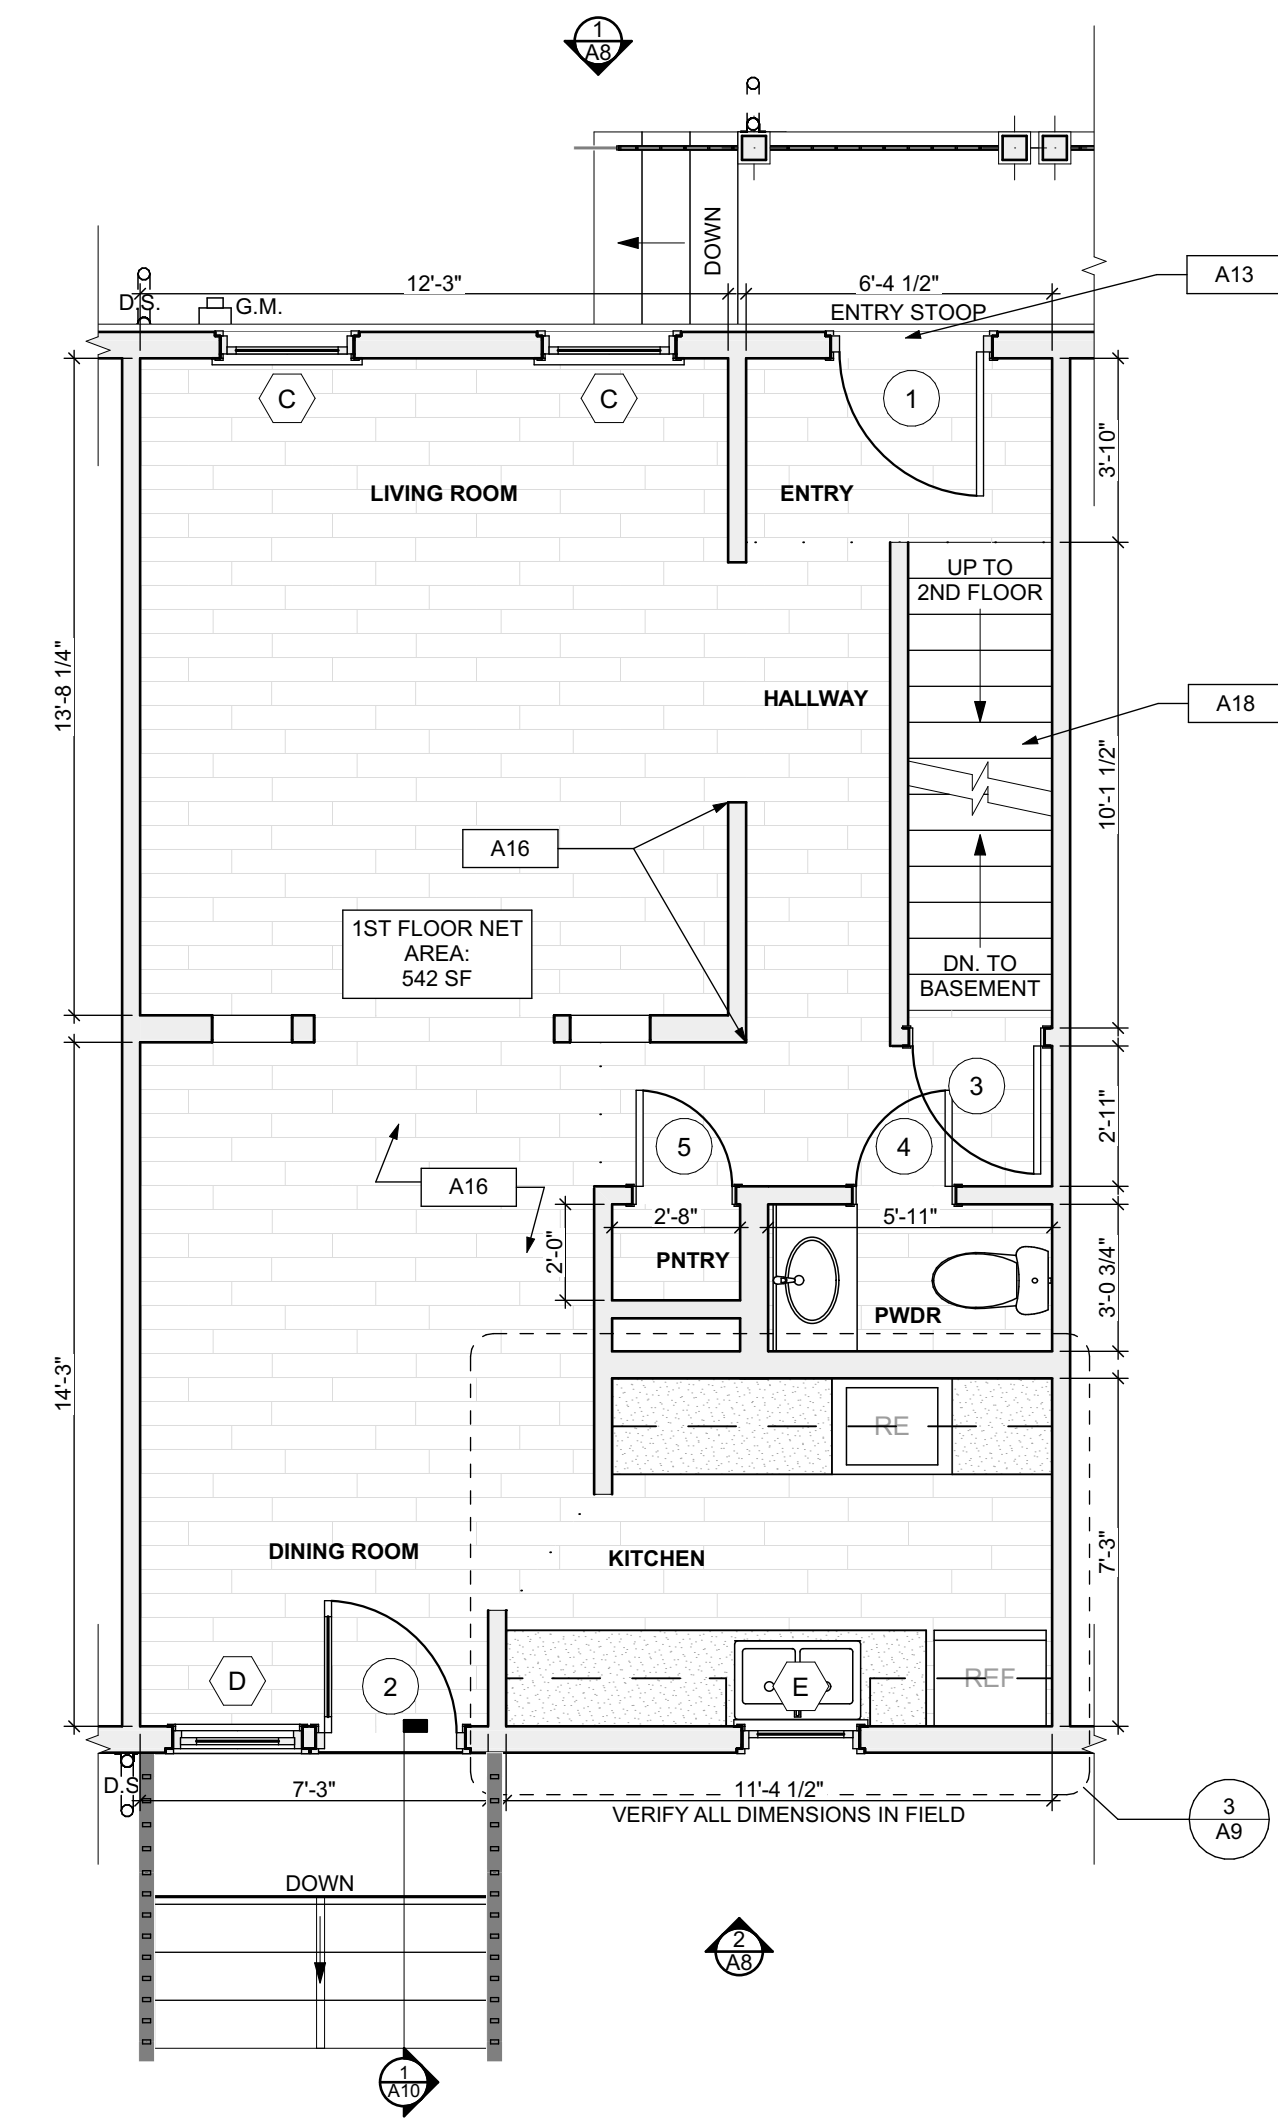 1
A8
DOWN
12'-3"
6'-4 1/2"
A13
D.S.
G.M.
ENTRY STOOP
C
C
1
3'-10"
LIVING ROOM
ENTRY
UP TO
2ND FLOOR
13'-8 1/4"
HALLWAY
A18
10'-1 1/2"
A16
1ST FLOOR NET
AREA:
542 SF
DN. TO
BASEMENT
3
2'-11"
5
4
A16
2'-8"
5'-11"
2'-0"
PNTRY
3'-0 3/4"
PWDR
14'-3"
RE
7'-3"
DINING ROOM
KITCHEN
D
2
E
REF
D.S
7'-3"
11'-4 1/2"
VERIFY ALL DIMENSIONS IN FIELD
3
A9
DOWN
2
A8
1
A10